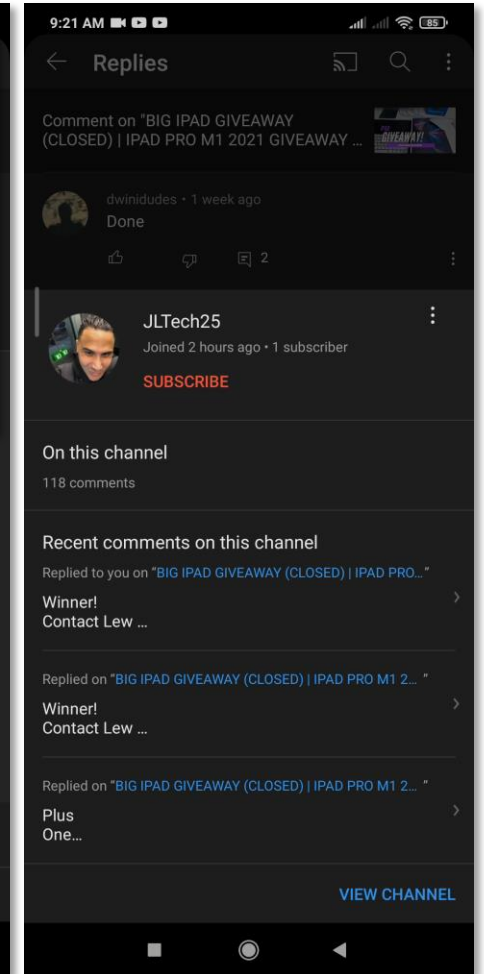 9:21 AM
85
Replies
Comment on "BIG IPAD GIVEAWAY
(CLOSED) | IPAD PRO M1 2021 GIVEAWAY ...
GIVEAWAY!
dwinidudes • 1 week ago
Done
2
JLTech25
Joined 2 hours ago • 1 subscriber
SUBSCRIBE
On this channel
118 comments
Recent comments on this channel
Replied to you on "BIG IPAD GIVEAWAY (CLOSED) | IPAD PRO... "
Winner!
Contact Lew ...
Replied on "BIG IPAD GIVEAWAY (CLOSED) | IPAD PRO M1 2... "
Winner!
Contact Lew ...
Replied on "BIG IPAD GIVEAWAY (CLOSED) | IPAD PRO M1 2... "
Plus
One...
VIEW CHANNEL